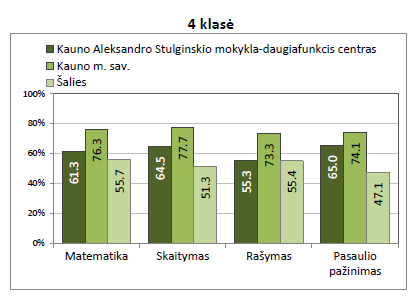 4 klasė
Kauno Aleksandro Stulginskio mokykla-daugiafunkcis centras
Kauno m. sav.
Šalies
100%
80%
60%
40%
20%
0%
61.3
76.3
55.7
64.5
77.7
51.3
55.3
73.3
55.4
65.0
74.1
47.1
Matematika
Skaitymas
Rašymas
Pasaulio
pažinimas